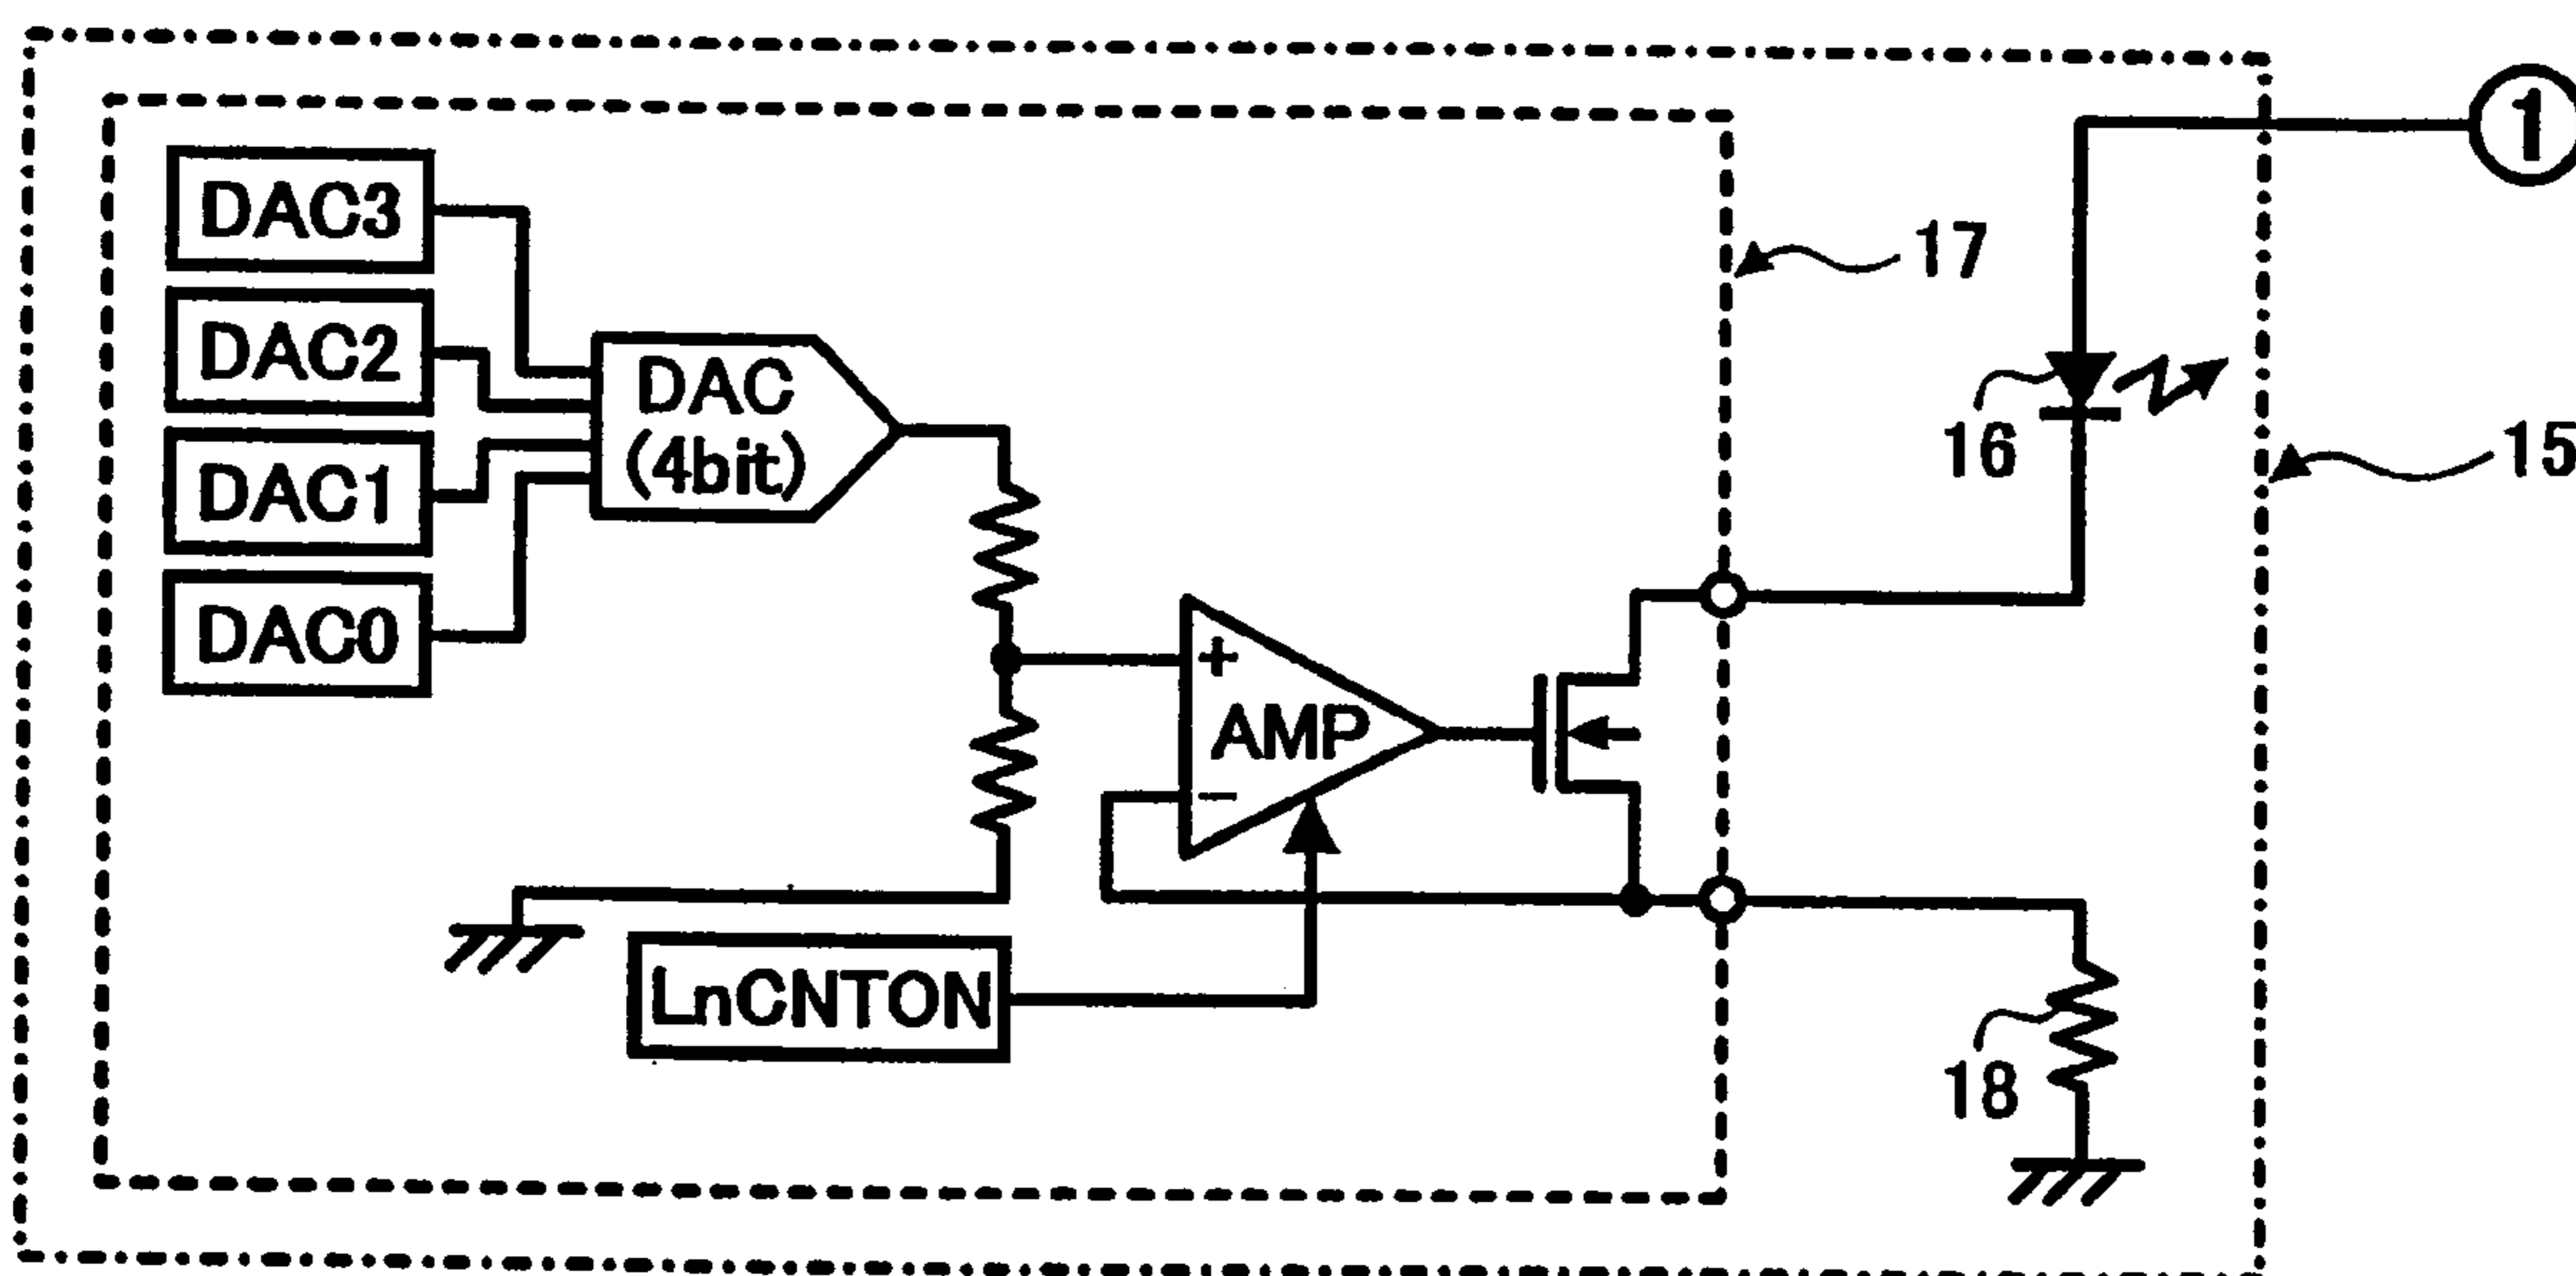 1
DAC3
17
DAC2
DAC
(4bit)
16
15
DAC1
DAC0
+
AMP
−
LnCNTON
18